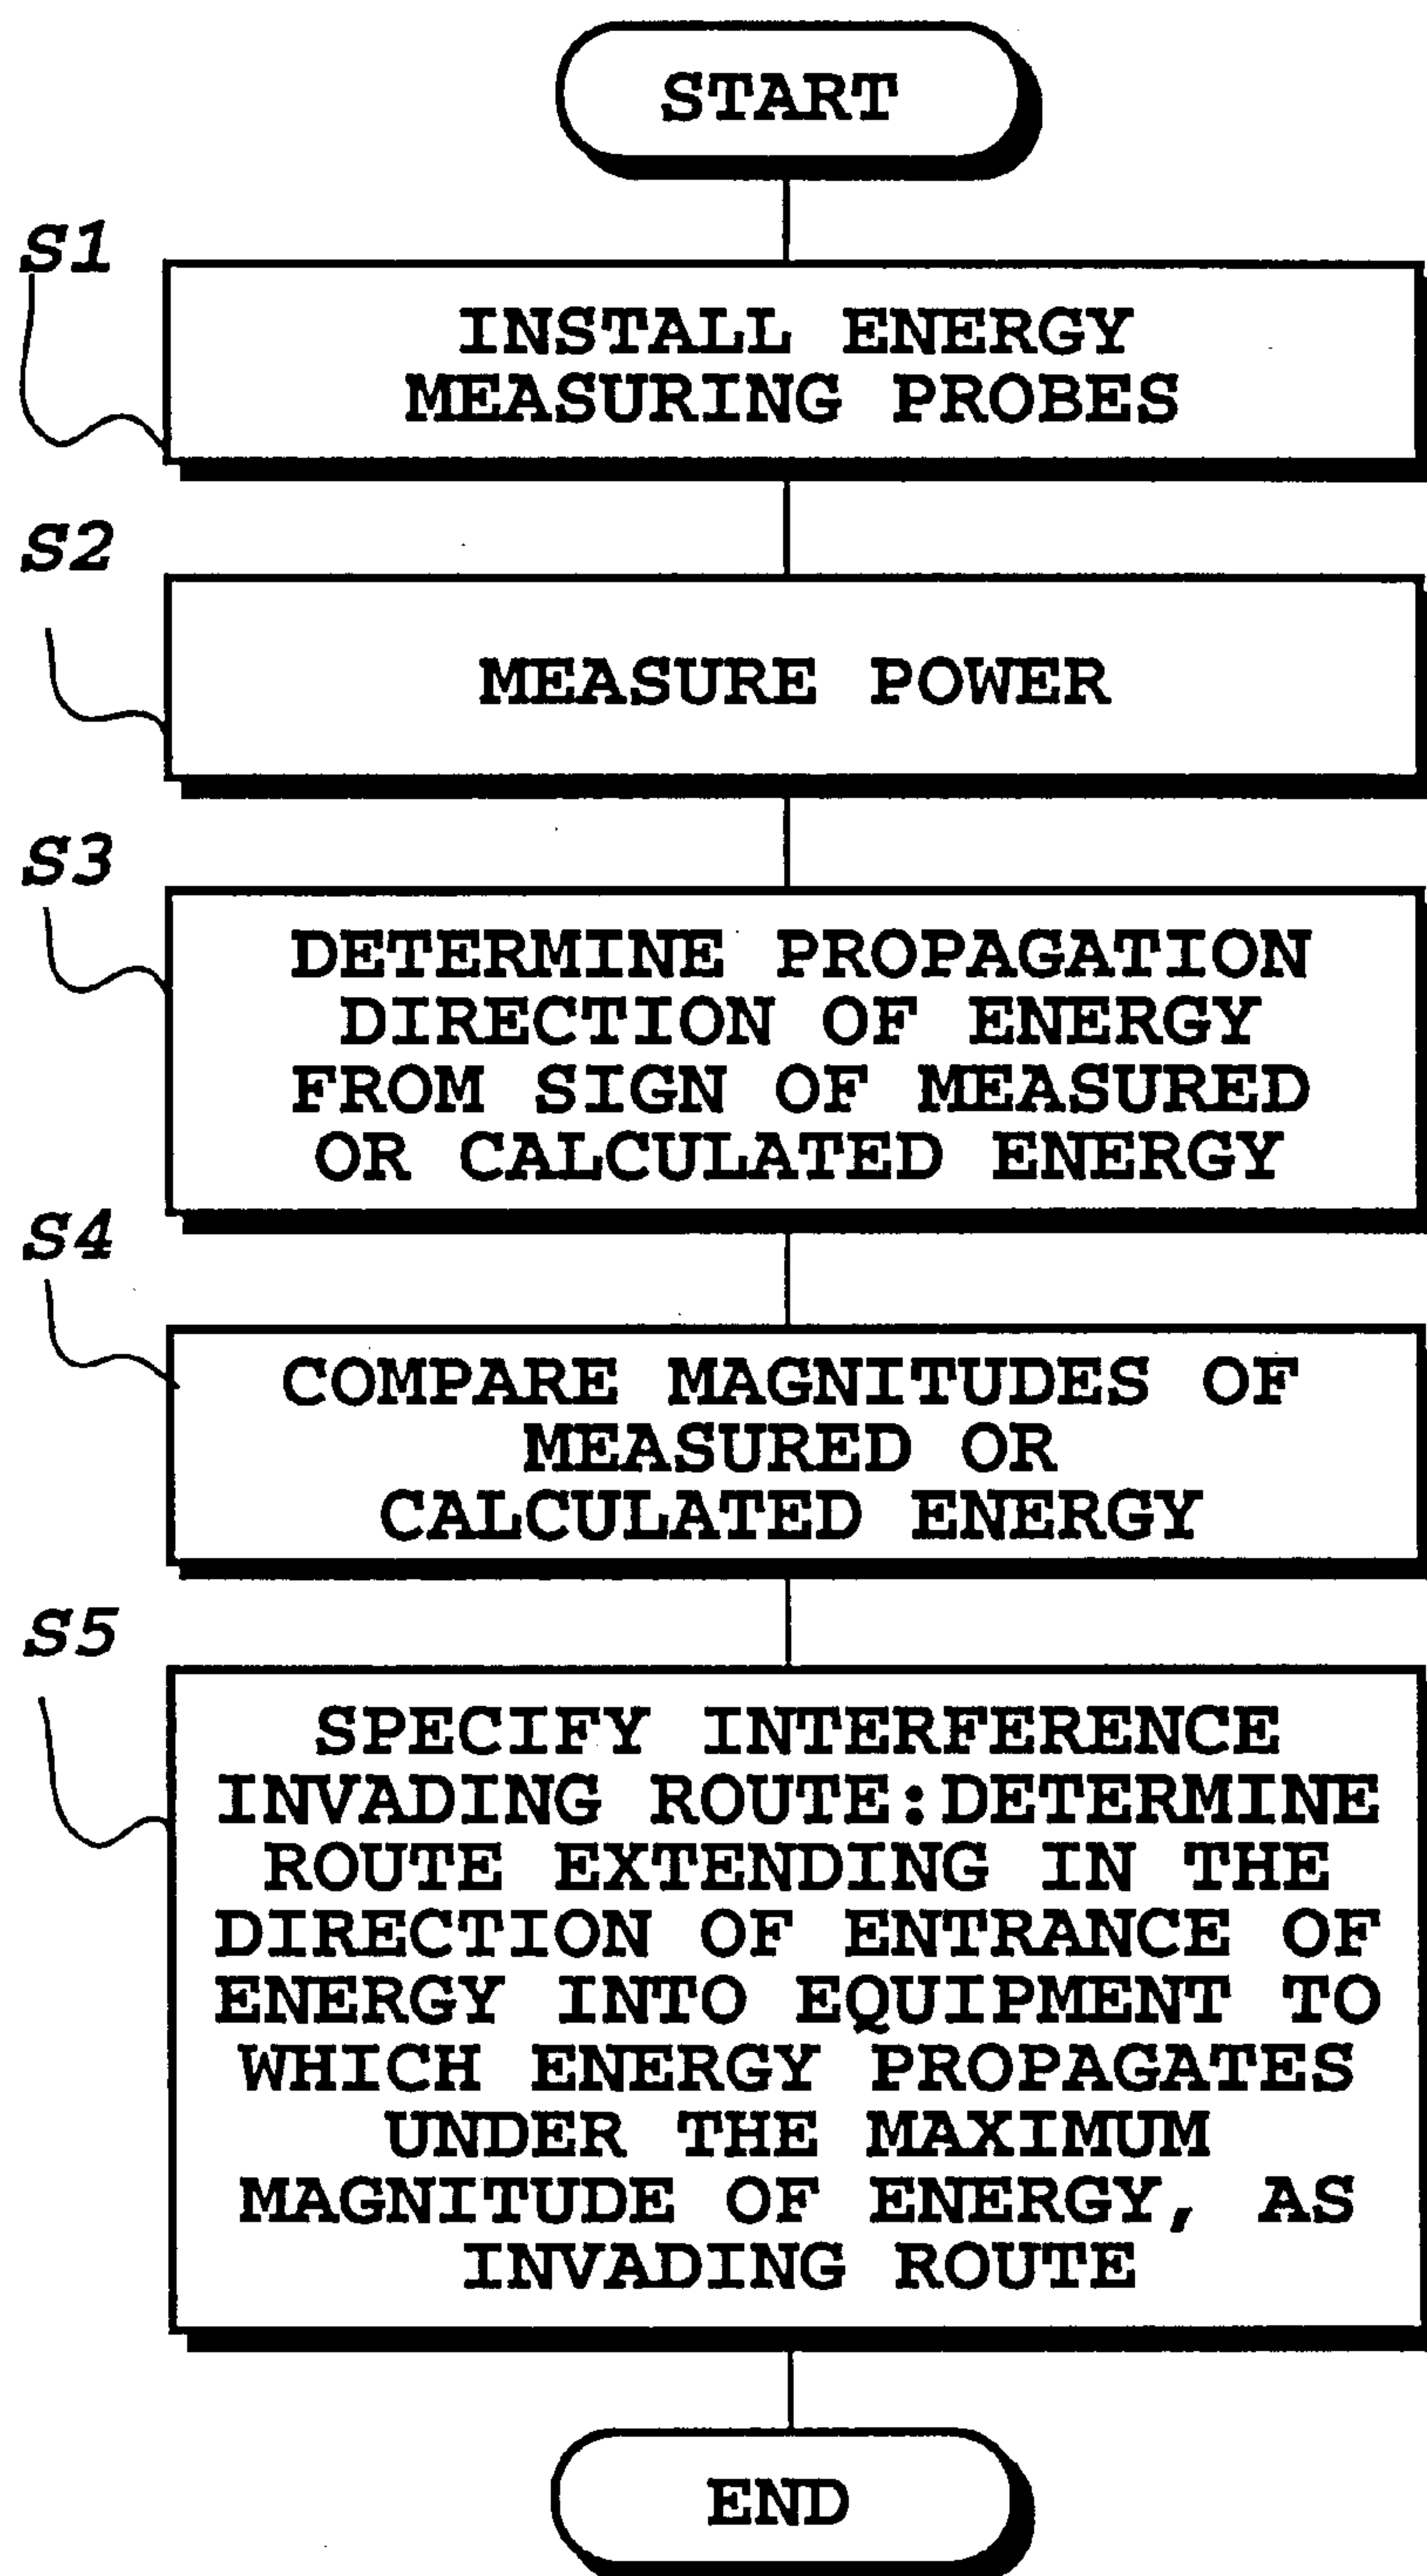 START
S1
INSTALL ENERGY
MEASURING PROBES
S2
MEASURE POWER
S3
DETERMINE PROPAGATION
DIRECTION OF ENERGY
FROM SIGN OF MEASURED
OR CALCULATED ENERGY
S4
COMPARE MAGNITUDES OF
MEASURED OR
CALCULATED ENERGY
S5
SPECIFY INTERFERENCE
INVADING ROUTE:DETERMINE
ROUTE EXTENDING IN THE
DIRECTION OF ENTRANCE OF
ENERGY INTO EQUIPMENT TO
WHICH ENERGY PROPAGATES
UNDER THE MAXIMUM
MAGNITUDE OF ENERGY, AS
INVADING ROUTE
END